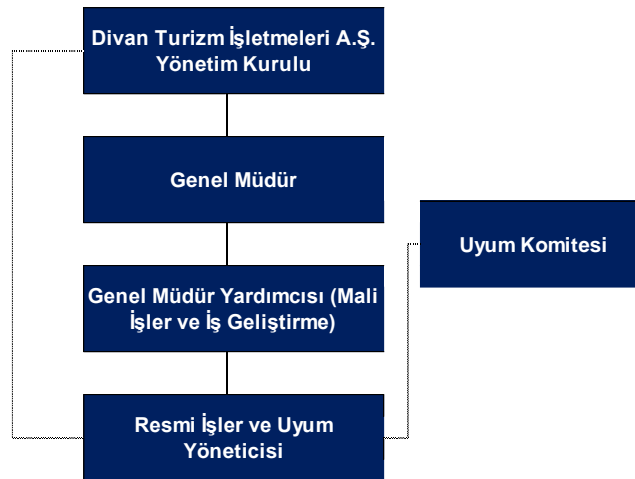 Divan Turizm İşletmeleri A.Ş.
Yönetim Kurulu
Genel Müdür
Uyum Komitesi
Genel Müdür Yardımcısı (Mali
İşler ve İş Geliştirme)
Resmi İşler ve Uyum
Yöneticisi